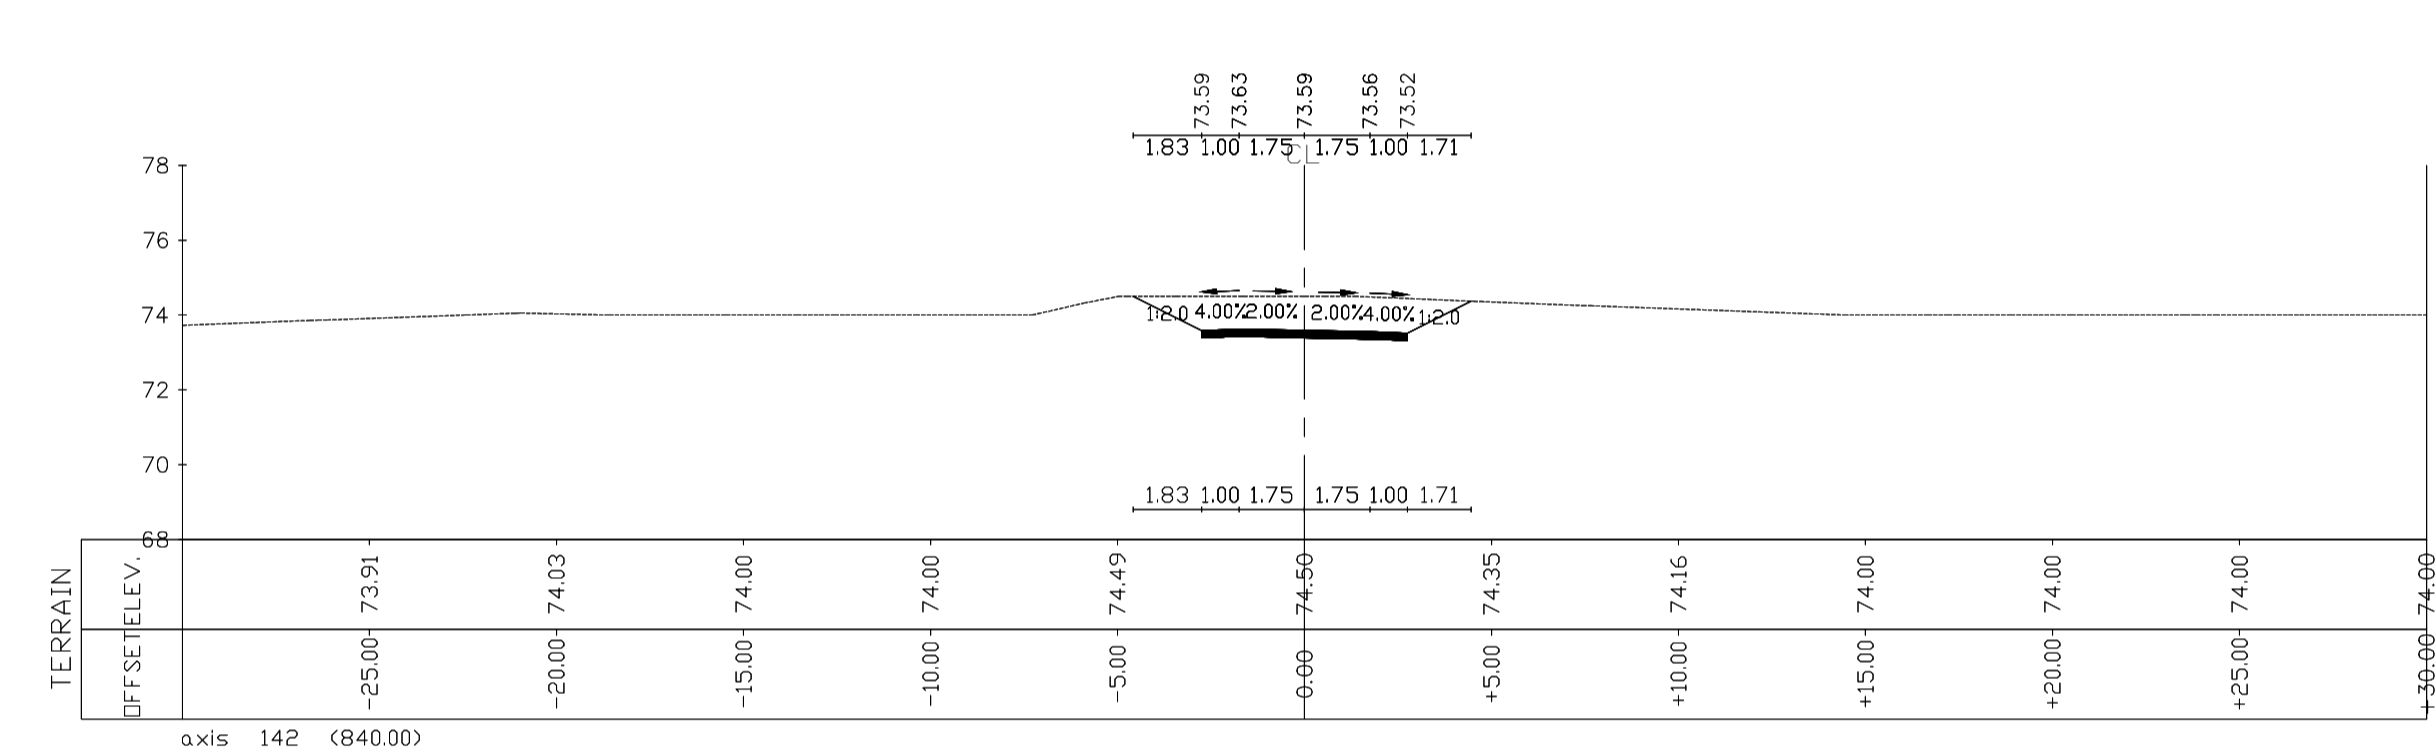 73.59 73.63 73.59 73.56 73.52
1.83 1.00 1.75 1.75 1.00 1.71
CL
78
76
74
72
70
68
1:2.0 4.00% 2.00% 2.00% 4.00% 1:2.0
1.83 1.00 1.75 1.75 1.00 1.71
TERRAIN
ELEV. 73.91 74.03 74.00 74.00 74.49 74.50 74.35 74.16 74.00 74.00 74.00 74.00
OFFSET -25.00 -20.00 -15.00 -10.00 -5.00 0.00 +5.00 +10.00 +15.00 +20.00 +25.00 +30.00
axis 142 (840.00)